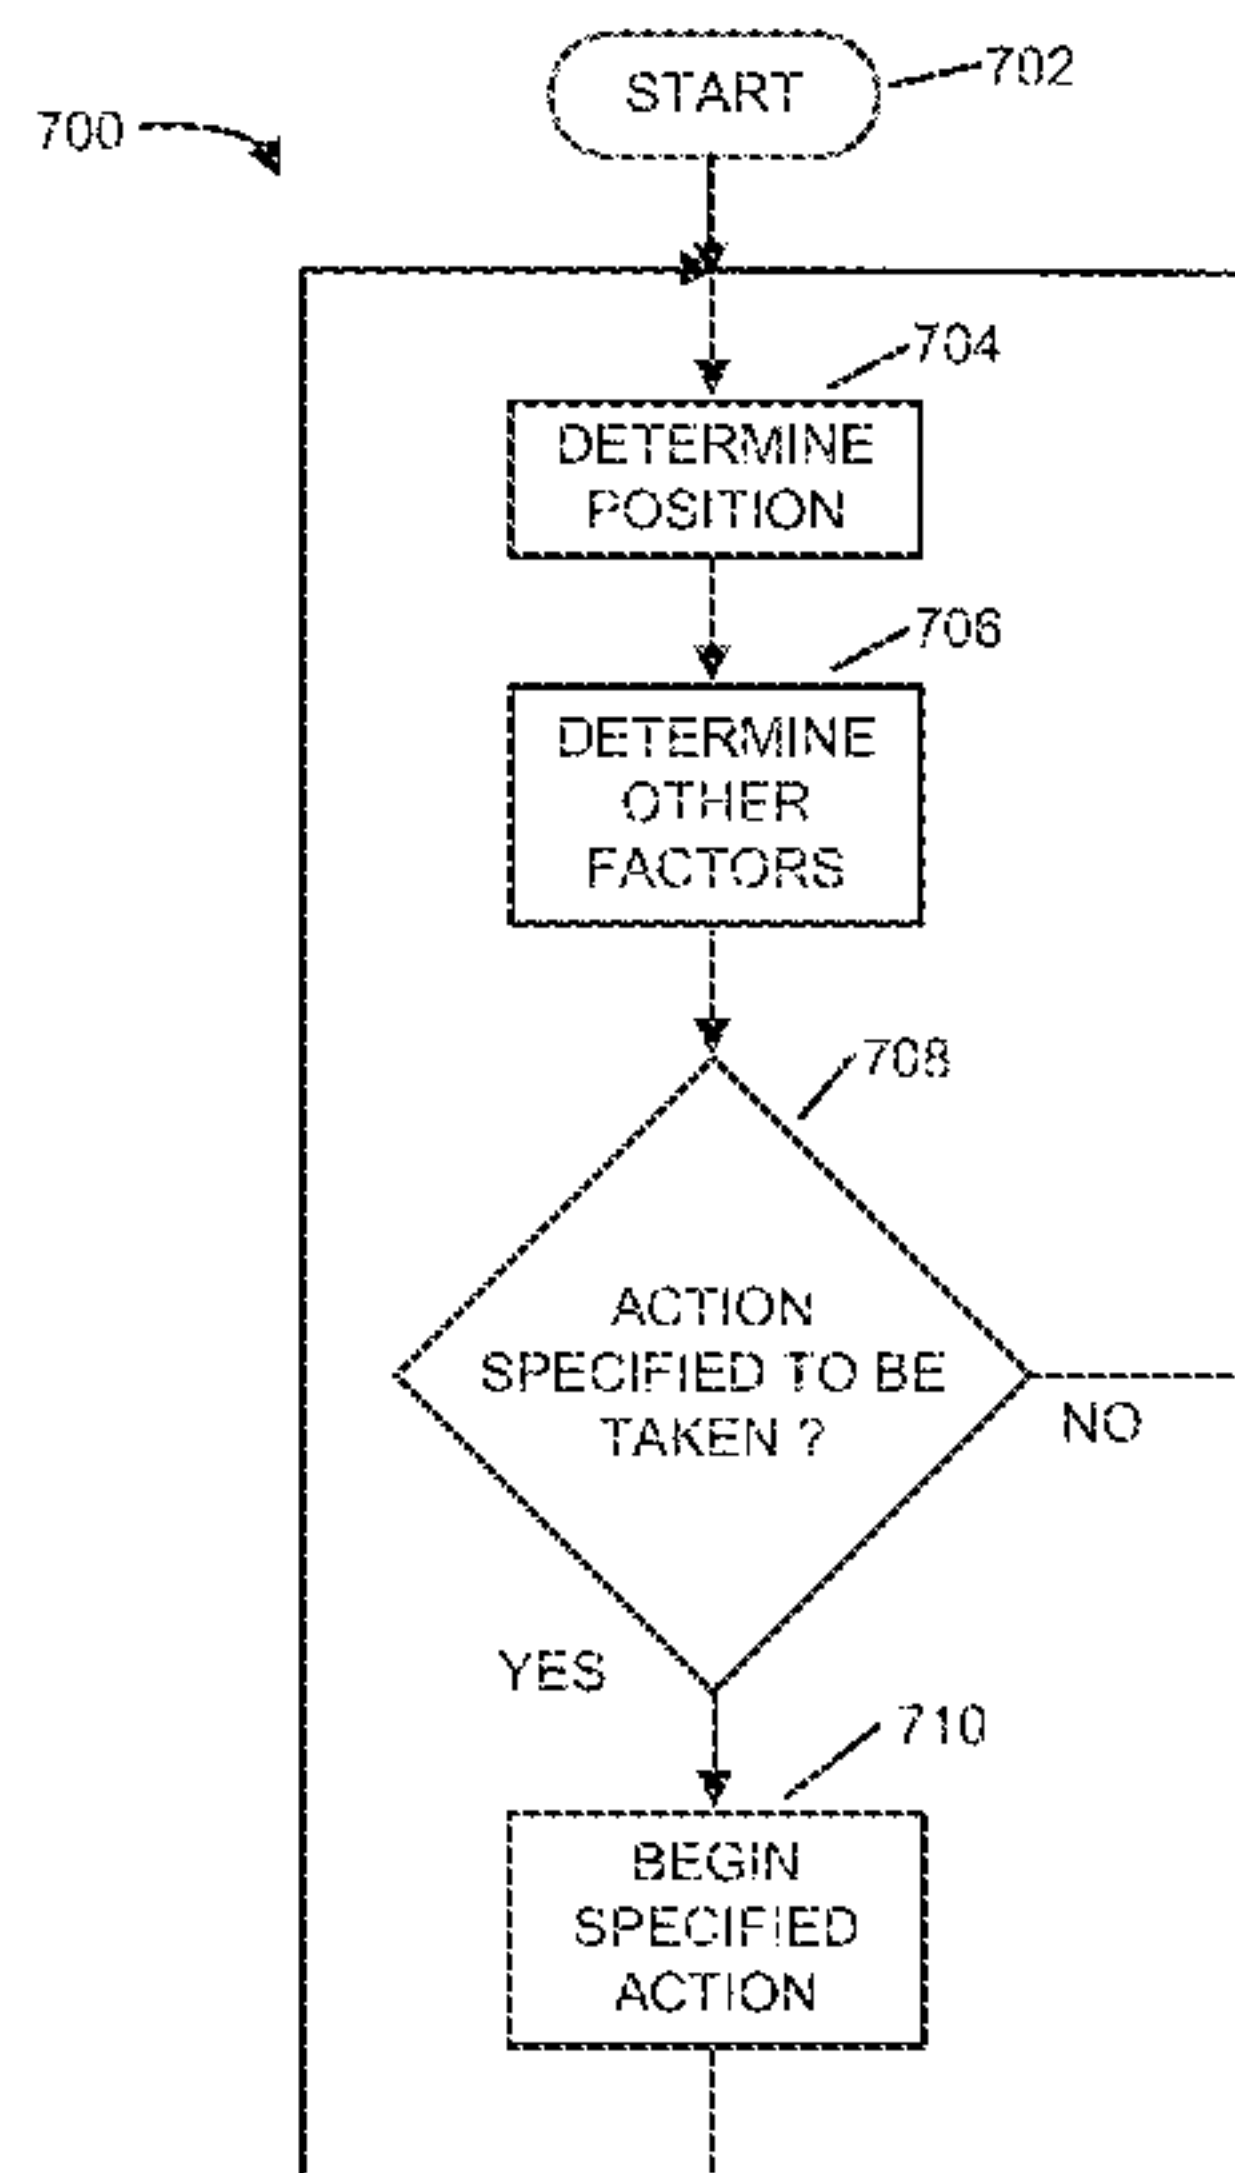 START
702
700
704
DETERMINE
POSITION
706
DETERMINE
OTHER
FACTORS
708
ACTION
SPECIFIED TO BE
TAKEN ?
NO
YES
710
BEGIN
SPECIFIED
ACTION